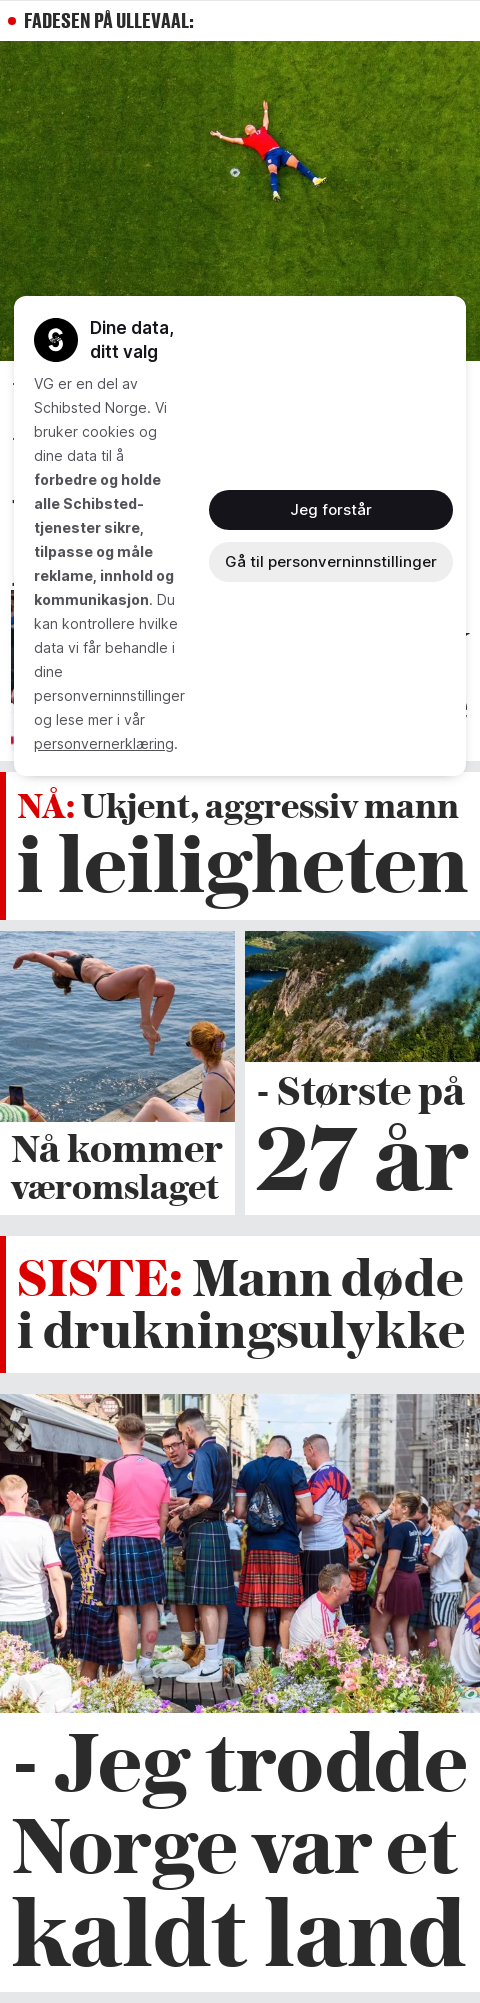 FADESEN PÅ ULLEVAAL:
Dine data,
ditt valg
VG er en del av
Schibsted Norge. Vi
bruker cookies og
dine data til å
forbedre og holde
alle Schibsted-
tjenester sikre,
tilpasse og måle
reklame, innhold og
kommunikasjon. Du
kan kontrollere hvilke
data vi får behandle i
dine
personverninnstillinger
og lese mer i vår
personvernerklæring.
Jeg forstår
Gå til personverninnstillinger
NÅ: Ukjent, aggressiv mann
i leiligheten
Nå kommer
væromslaget
- Største på
27 år
SISTE: Mann døde
i drukningsulykke
- Jeg trodde
Norge var et
kaldt land